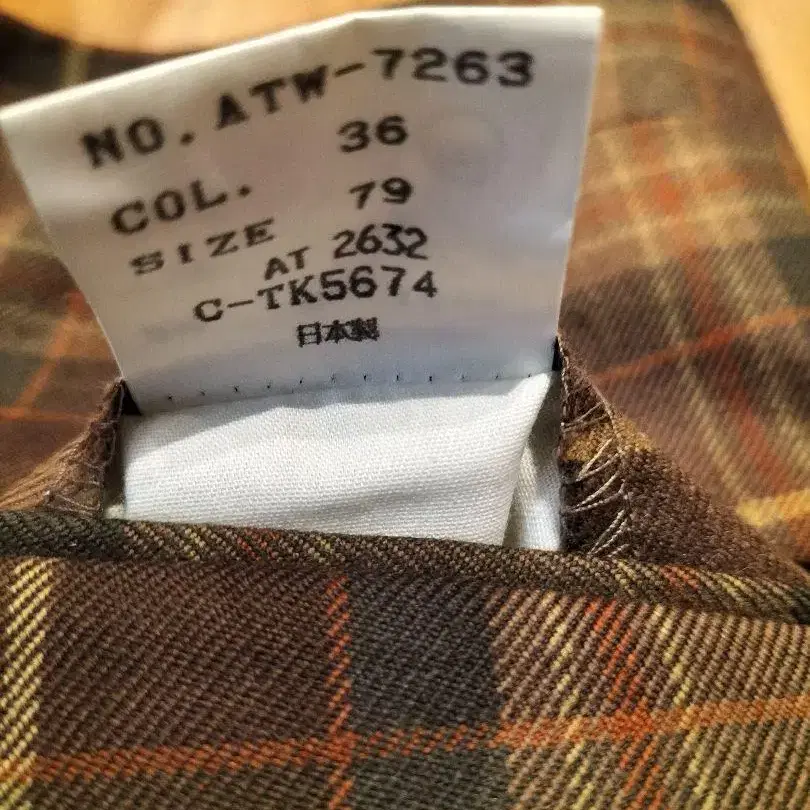 NO. ATW-7263
COL. 36
SIZE 79
AT 2632
C-TK5674
日本製